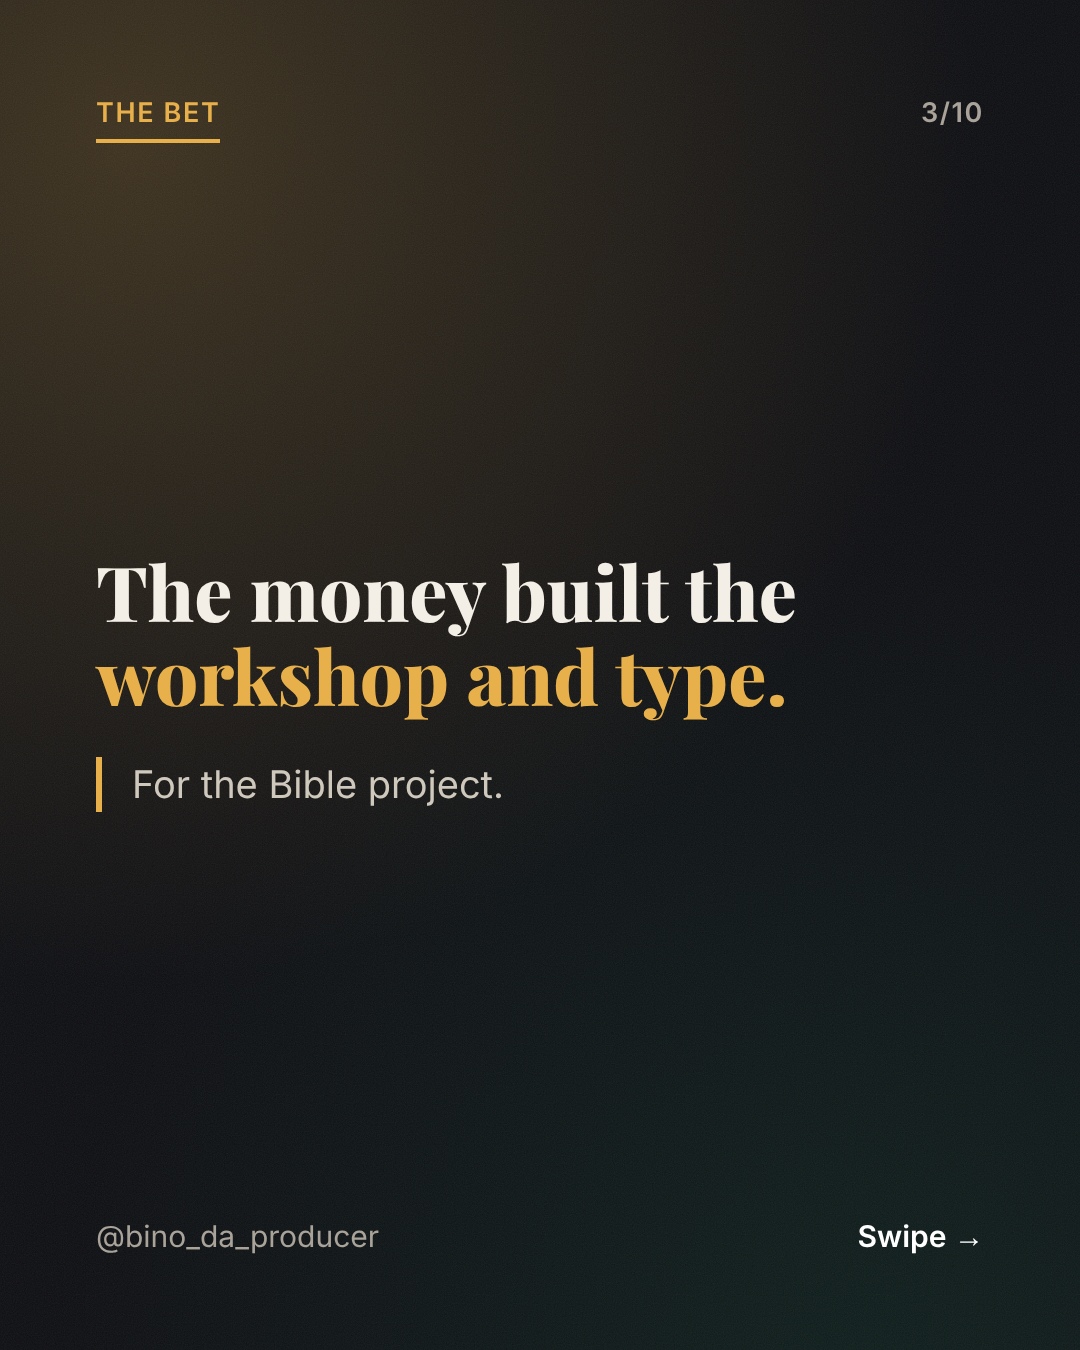 THE BET
3/10
The money built the
workshop and type.
For the Bible project.
@bino_da_producer
Swipe →